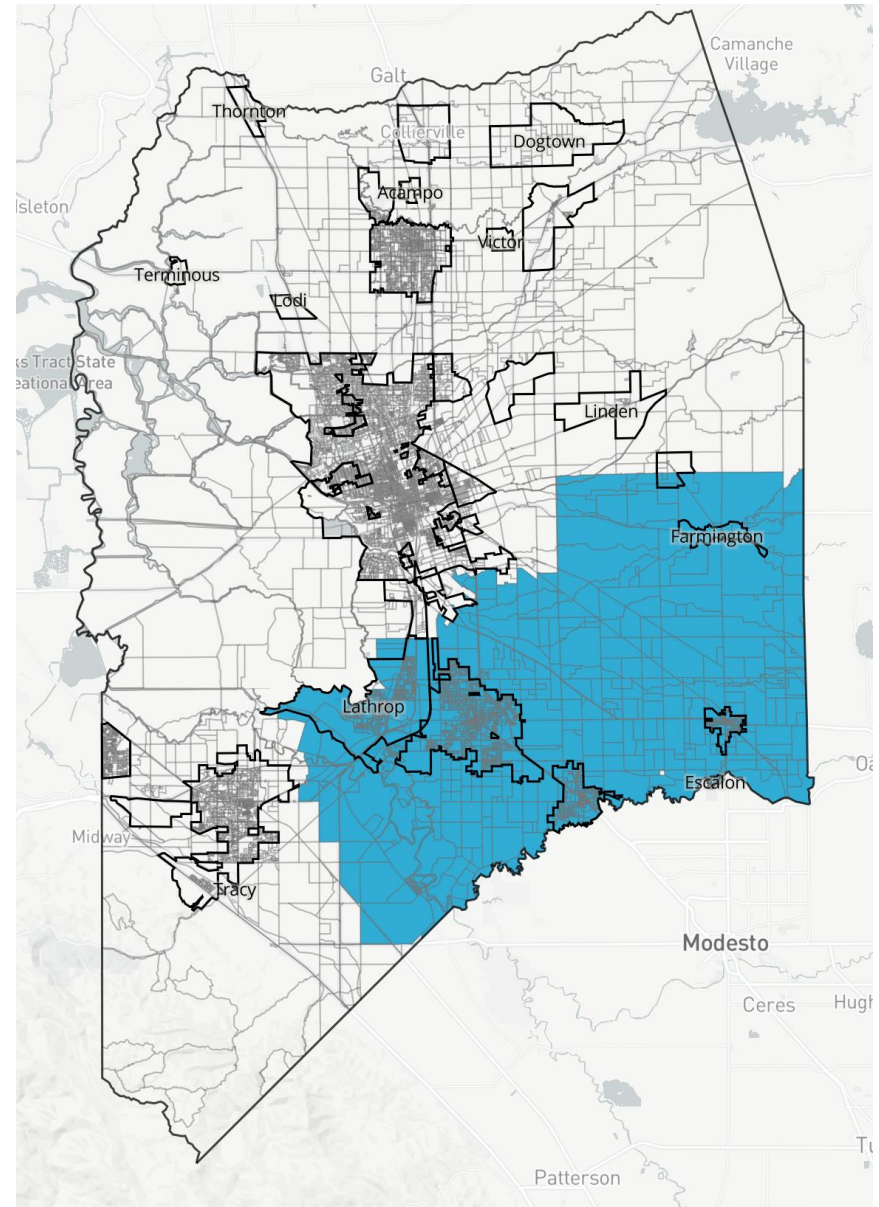 Camanche
Village
Galt
Thornton
Collierville
Dogtown
Acampo
Isleton
Victor
Terminous
Lodi
ks Tract State
eational Area
Linden
Farmington
Lathrop
Escalon
Midway
Tracy
Modesto
Ceres
Hugh
Patterson